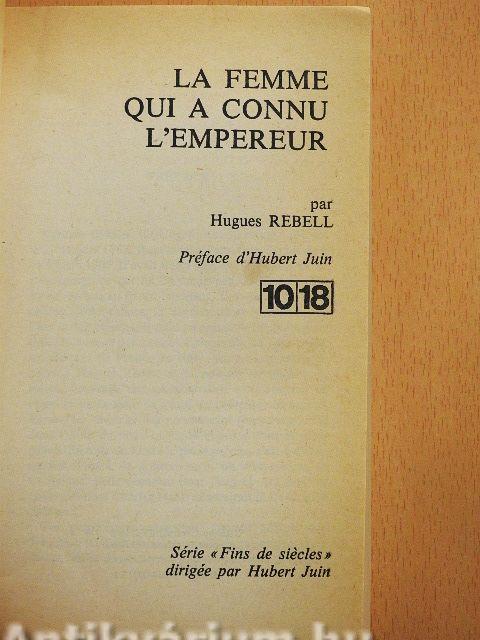 LA FEMME
QUI A CONNU
L'EMPEREUR
par
Hugues REBELL
Préface d'Hubert Juin
10|18
Série « Fins de siècles »
dirigée par Hubert Juin
Antikvárium.hu